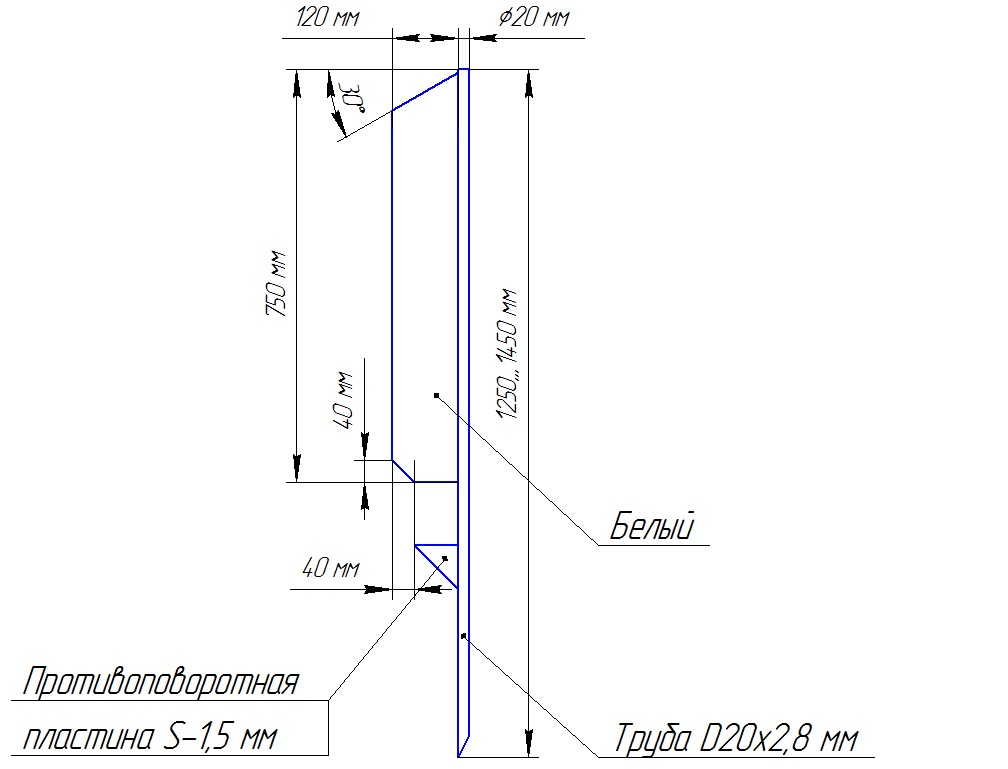 120 мм
ϕ20 мм
30°
750 мм
1250...1450 мм
40 мм
Белый
40 мм
Противоповоротная
пластина S-1,5 мм
Труба D20x2,8 мм